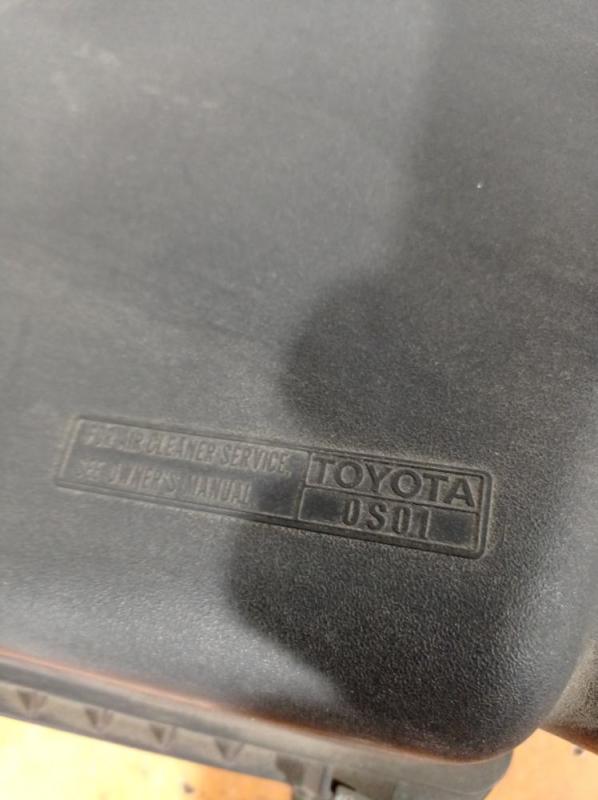 FOR AIR CLEANER SERVICE,
SEE OWNER'S MANUAL
TOYOTA
0S01